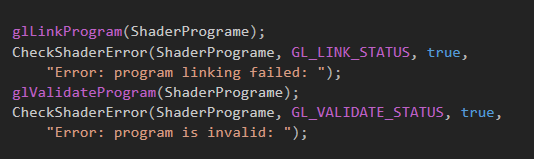 glLinkProgram(ShaderPrograme);
CheckShaderError(ShaderPrograme, GL_LINK_STATUS, true,
"Error: program linking failed: ");
glValidateProgram(ShaderPrograme);
CheckShaderError(ShaderPrograme, GL_VALIDATE_STATUS, true,
"Error: program is invalid: ");